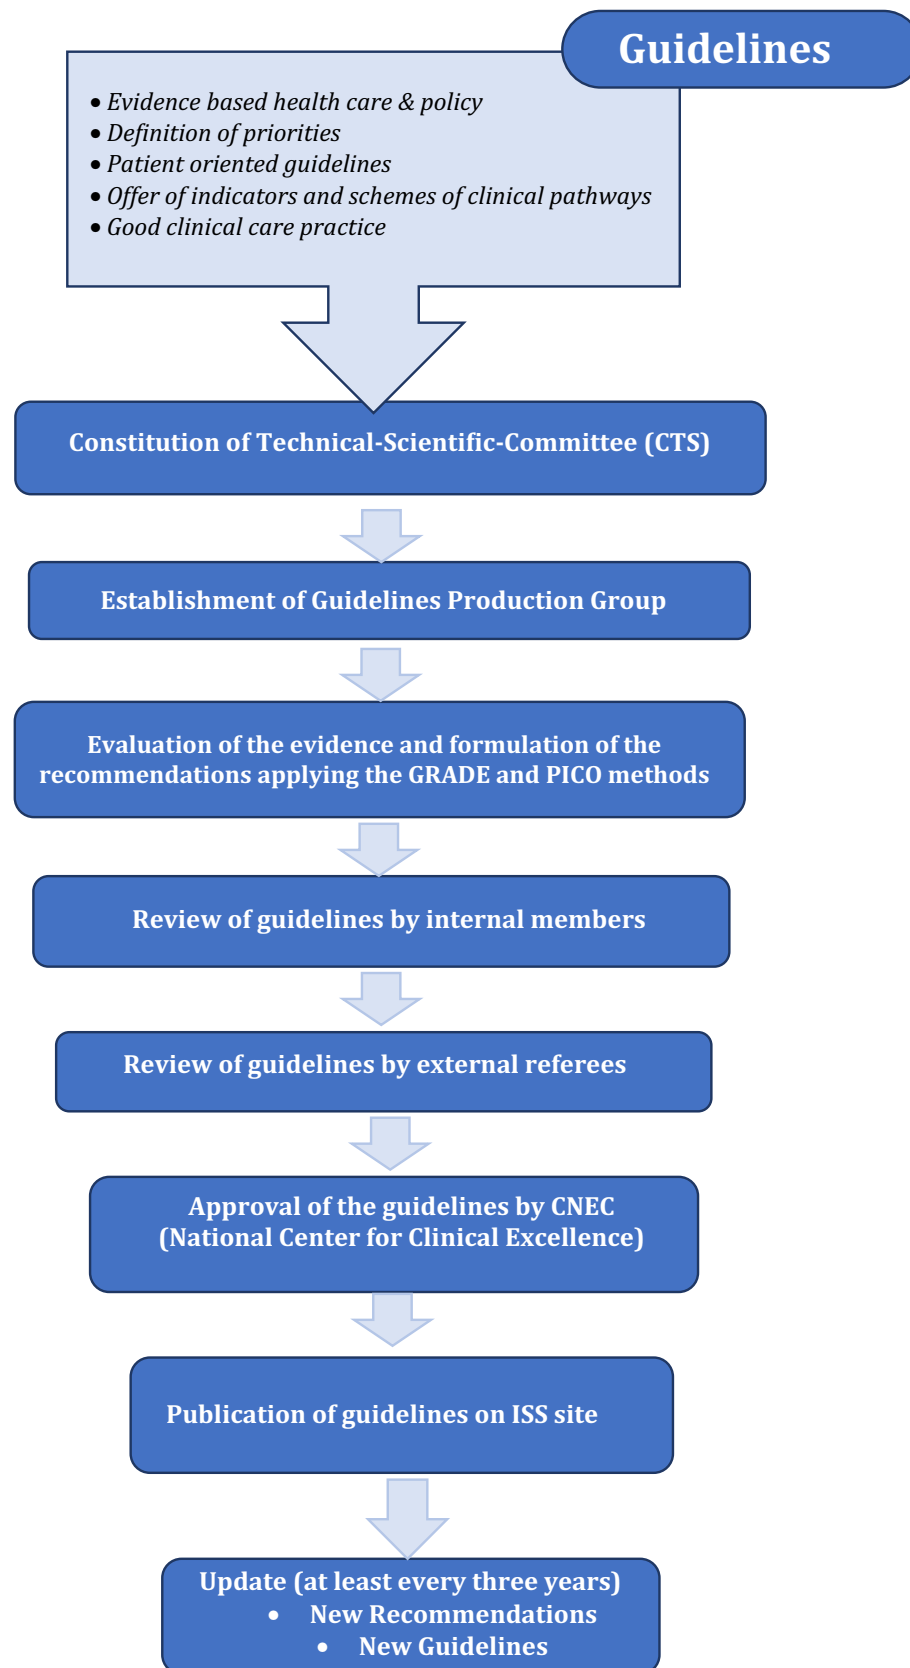 Guidelines
• Evidence based health care & policy
• Definition of priorities
• Patient oriented guidelines
• Offer of indicators and schemes of clinical pathways
• Good clinical care practice
Constitution of Technical-Scientific-Committee (CTS)
Establishment of Guidelines Production Group
Evaluation of the evidence and formulation of the
recommendations applying the GRADE and PICO methods
Review of guidelines by internal members
Review of guidelines by external referees
Approval of the guidelines by CNEC
(National Center for Clinical Excellence)
Publication of guidelines on ISS site
Update (at least every three years)
• New Recommendations
• New Guidelines